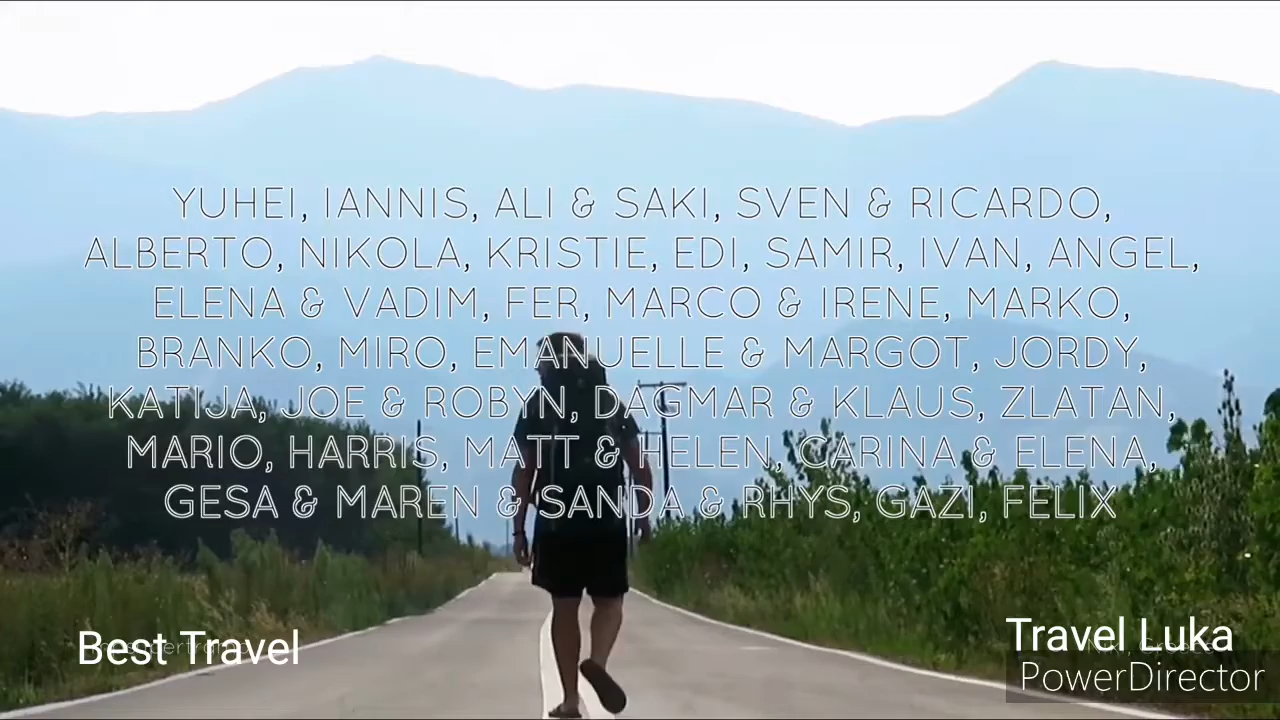 YUHEI, IANNIS, ALI & SAKI, SVEN & RICARDO,
ALBERTO, NIKOLA, KRISTIE, EDI, SAMIR, IVAN, ANGEL,
ELENA & VADIM, FER, MARCO & IRENE, MARKO,
BRANKO, MIRO, EMANUELLE & MARGOT, JORDY,
KATIJA, JOE & ROBYN, DAGMAR & KLAUS, ZLATAN,
MARIO, HARRIS, MATT & HELEN, CARINA & ELENA,
GESA & MAREN & SANDA & RHYS, GAZI, FELIX
Best Travel
Travel Luka
PowerDirector